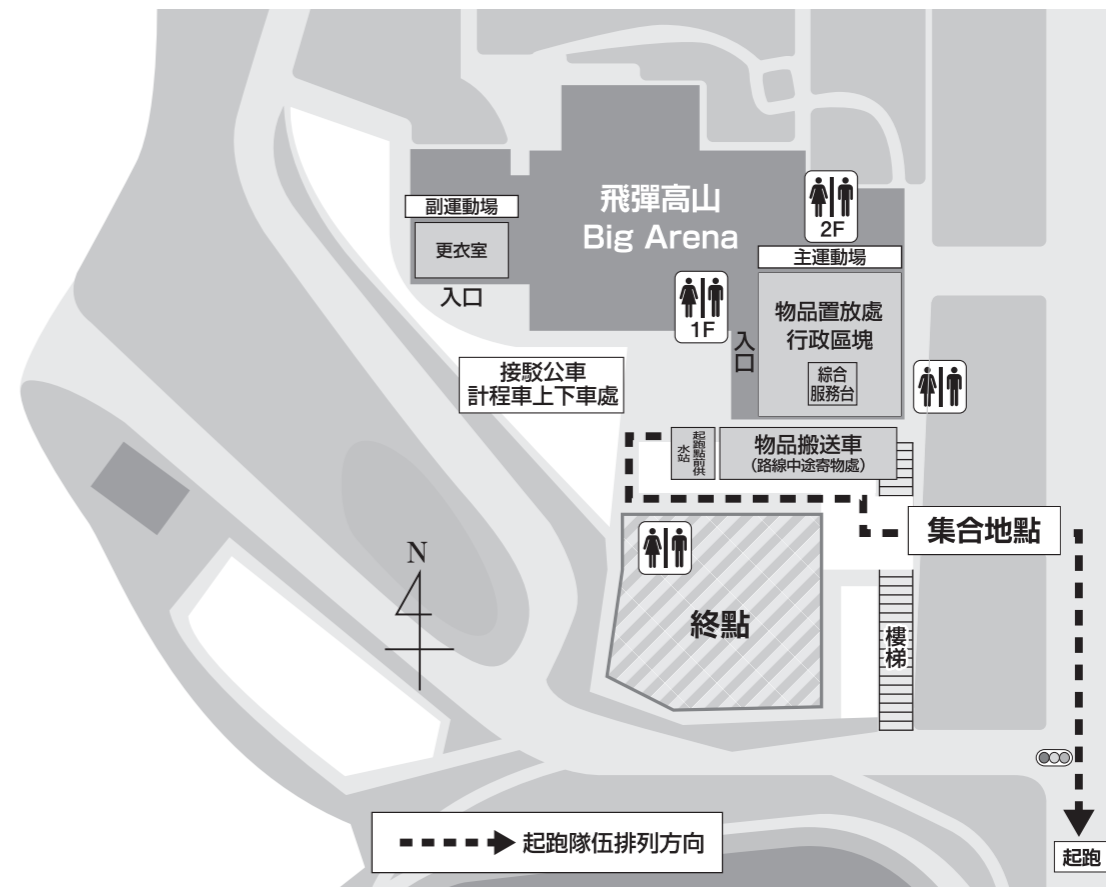 飛彈高山
Big Arena
副運動場
更衣室
入口
2F
主運動場
1F
入口
物品置放處
行政區塊
綜合
服務台
接駁公車
計程車上下車處
起跑點前供
水站
物品搬送車
(路線中途寄物處)
集合地點
終點
樓梯
N
起跑隊伍排列方向
起跑